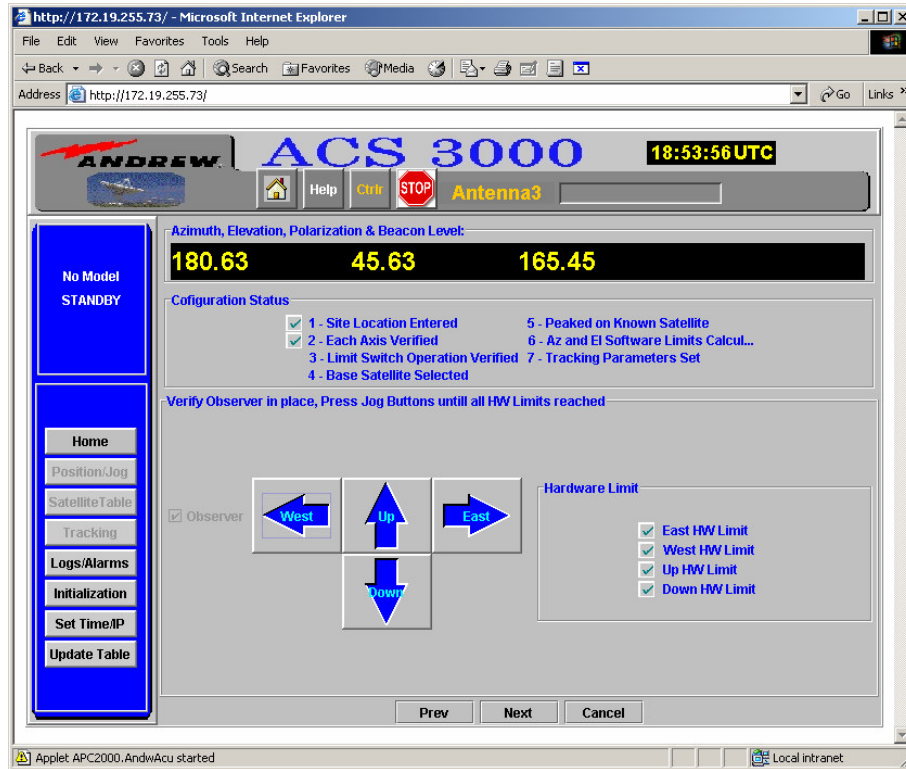 http://172.19.255.73/ - Microsoft Internet Explorer
File Edit View Favorites Tools Help
Back Search Favorites Media
Address http://172.19.255.73/ Go Links »
ANDREW. ACS 3000 18:53:56 UTC
Help Ctrlr STOP Antenna3
No Model
STANDBY
Azimuth, Elevation, Polarization & Beacon Level:
180.63 45.63 165.45
Cofiguration Status
1 - Site Location Entered 5 - Peaked on Known Satellite
2 - Each Axis Verified 6 - Az and El Software Limits Calcul...
3 - Limit Switch Operation Verified 7 - Tracking Parameters Set
4 - Base Satellite Selected
Verify Observer in place, Press Jog Buttons untill all HW Limits reached
Home
Position/Jog
SatelliteTable
Tracking
Logs/Alarms
Initialization
Set Time/IP
Update Table
Observer West Up East
Down
Hardware Limit
East HW Limit
West HW Limit
Up HW Limit
Down HW Limit
Prev Next Cancel
Applet APC2000.AndwAcu started Local intranet